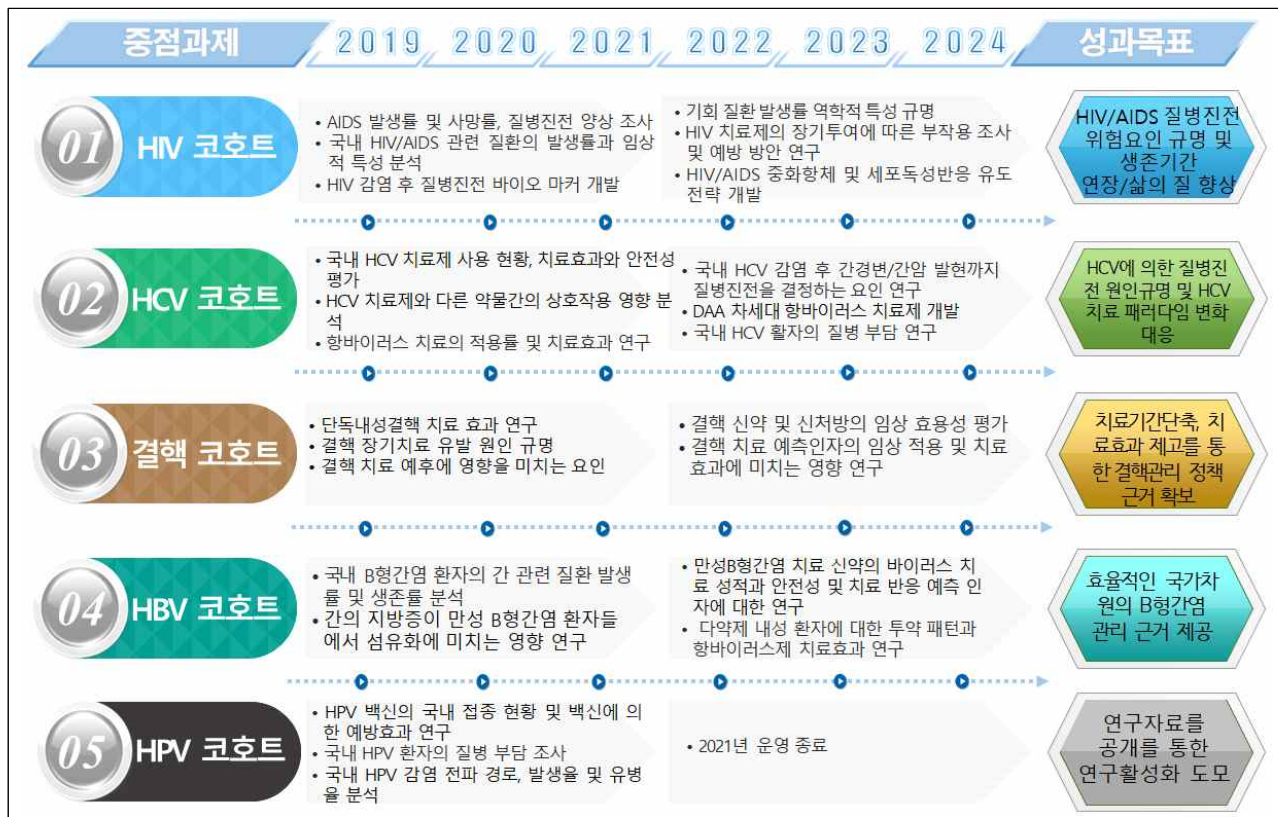 중점과제 2019 2020 2021 2022 2023 2024 성과목표
01 HIV 코호트
• AIDS 발생률 및 사망률, 질병진전 양상 조사
• 국내 HIV/AIDS 관련 질환의 발생률과 임상
적 특성 분석
• HIV 감염 후 질병진전 바이오 마커 개발
• 기회 질환 발생률 역학적 특성 규명
• HIV 치료제의 장기투여에 따른 부작용 조사
및 예방 방안 연구
• HIV/AIDS 중화항체 및 세포독성반응 유도
전략 개발
HIV/AIDS 질병진전
위험요인 규명 및
생존기간
연장/삶의 질 향상
02 HCV 코호트
• 국내 HCV 치료제 사용 현황, 치료효과와 안전성
평가
• HCV 치료제와 다른 약물간의 상호작용 영향 분
석
• 항바이러스 치료의 적용률 및 치료효과 연구
• 국내 HCV 감염 후 간경변/간암 발현까지
질병진전을 결정하는 요인 연구
• DAA 차세대 항바이러스 치료제 개발
• 국내 HCV 활자의 질병 부담 연구
HCV에 의한 질병진
전 원인규명 및 HCV
치료 패러다임 변화
대응
03 결핵 코호트
• 단독내성결핵 치료 효과 연구
• 결핵 장기치료 유발 원인 규명
• 결핵 치료 예후에 영향을 미치는 요인
• 결핵 신약 및 신처방의 임상 효용성 평가
• 결핵 치료 예측인자의 임상 적용 및 치료
효과에 미치는 영향 연구
치료기간단축, 치
료효과 제고를 통
한 결핵관리 정책
근거 확보
04 HBV 코호트
• 국내 B형간염 환자의 간 관련 질환 발생
률 및 생존률 분석
• 간의 지방증이 만성 B형간염 환자들
에서 섬유화에 미치는 영향 연구
• 만성B형간염 치료 신약의 바이러스 치
료 성적과 안전성 및 치료 반응 예측 인
자에 대한 연구
• 다약제 내성 환자에 대한 투약 패턴과
항바이러스제 치료효과 연구
효율적인 국가차
원의 B형간염
관리 근거 제공
05 HPV 코호트
• HPV 백신의 국내 접종 현황 및 백신에 의
한 예방효과 연구
• 국내 HPV 환자의 질병 부담 조사
• 국내 HPV 감염 전파 경로, 발생율 및 유병
율 분석
• 2021년 운영 종료
연구자료를
공개를 통한
연구활성화 도모